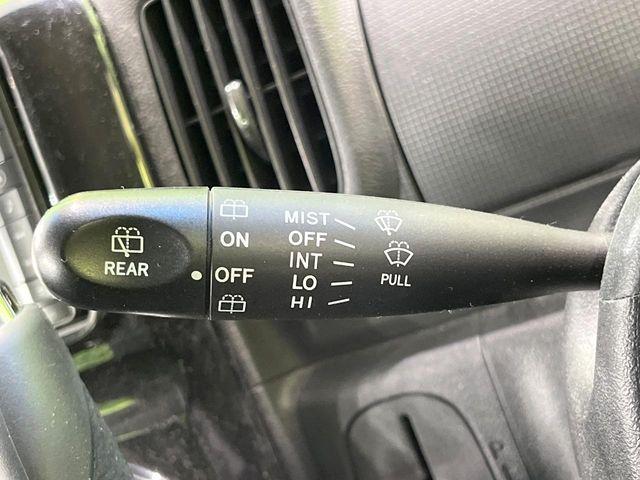 REAR
ON
OFF
MIST
OFF
INT
LO
HI
PULL